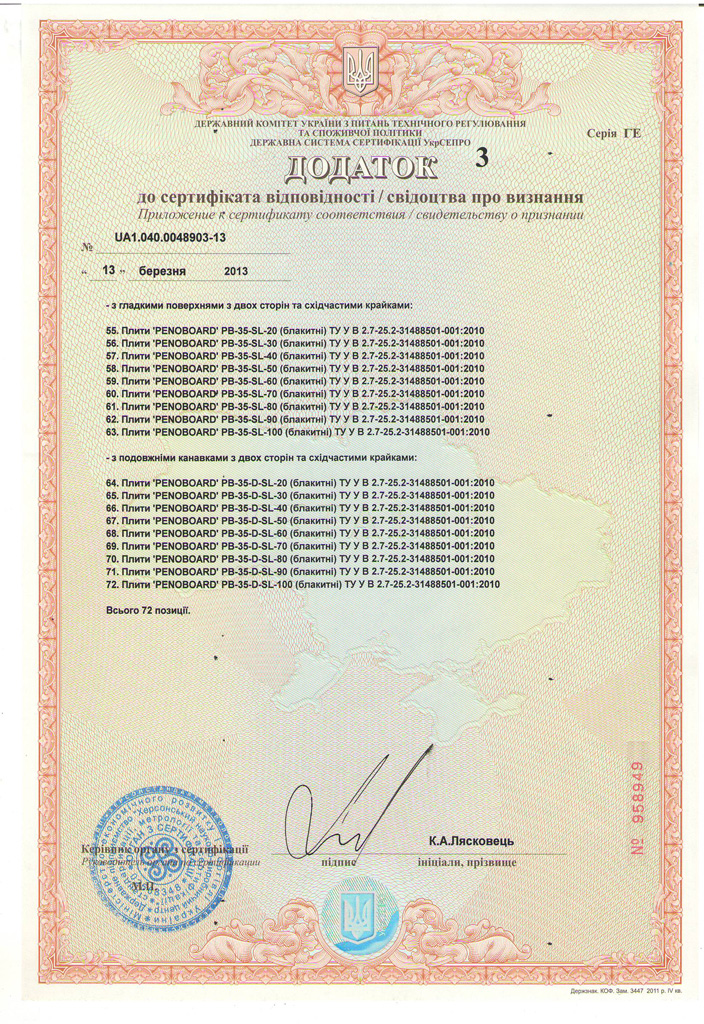 ДЕРЖАВНИЙ КОМІТЕТ УКРАЇНИ З ПИТАНЬ ТЕХНІЧНОГО РЕГУЛЮВАННЯ
ТА СПОЖИВЧОЇ ПОЛІТИКИ
ДЕРЖАВНА СИСТЕМА СЕРТИФІКАЦІЇ УкрСЕПРО
Серія ГЕ
ДОДАТОК 3
до сертифіката відповідності / свідоцтва про визнання
Приложение к сертификату соответствия / свидетельству о признании
№ UA1.040.0048903-13
" 13 " березня 2013
- з гладкими поверхнями з двох сторін та східчастими крайками:
55. Плити 'PENOBOARD' PB-35-SL-20 (блакитні) ТУ У В 2.7-25.2-31488501-001:2010
56. Плити 'PENOBOARD' PB-35-SL-30 (блакитні) ТУ У В 2.7-25.2-31488501-001:2010
57. Плити 'PENOBOARD' PB-35-SL-40 (блакитні) ТУ У В 2.7-25.2-31488501-001:2010
58. Плити 'PENOBOARD' PB-35-SL-50 (блакитні) ТУ У В 2.7-25.2-31488501-001:2010
59. Плити 'PENOBOARD' PB-35-SL-60 (блакитні) ТУ У В 2.7-25.2-31488501-001:2010
60. Плити 'PENOBOARD' PB-35-SL-70 (блакитні) ТУ У В 2.7-25.2-31488501-001:2010
61. Плити 'PENOBOARD' PB-35-SL-80 (блакитні) ТУ У В 2.7-25.2-31488501-001:2010
62. Плити 'PENOBOARD' PB-35-SL-90 (блакитні) ТУ У В 2.7-25.2-31488501-001:2010
63. Плити 'PENOBOARD' PB-35-SL-100 (блакитні) ТУ У В 2.7-25.2-31488501-001:2010
- з подовжніми канавками з двох сторін та східчастими крайками:
64. Плити 'PENOBOARD' PB-35-D-SL-20 (блакитні) ТУ У В 2.7-25.2-31488501-001:2010
65. Плити 'PENOBOARD' PB-35-D-SL-30 (блакитні) ТУ У В 2.7-25.2-31488501-001:2010
66. Плити 'PENOBOARD' PB-35-D-SL-40 (блакитні) ТУ У В 2.7-25.2-31488501-001:2010
67. Плити 'PENOBOARD' PB-35-D-SL-50 (блакитні) ТУ У В 2.7-25.2-31488501-001:2010
68. Плити 'PENOBOARD' PB-35-D-SL-60 (блакитні) ТУ У В 2.7-25.2-31488501-001:2010
69. Плити 'PENOBOARD' PB-35-D-SL-70 (блакитні) ТУ У В 2.7-25.2-31488501-001:2010
70. Плити 'PENOBOARD' PB-35-D-SL-80 (блакитні) ТУ У В 2.7-25.2-31488501-001:2010
71. Плити 'PENOBOARD' PB-35-D-SL-90 (блакитні) ТУ У В 2.7-25.2-31488501-001:2010
72. Плити 'PENOBOARD' PB-35-D-SL-100 (блакитні) ТУ У В 2.7-25.2-31488501-001:2010
Всього 72 позиції.
№ 958949
К.А.Лясковець
Керівник органу з сертифікації
Руководитель органа по сертификации
підпис ініціали, прізвище
М.П.
Держзнак. КОФ. Зам. 3447 2011 р. IV кв.